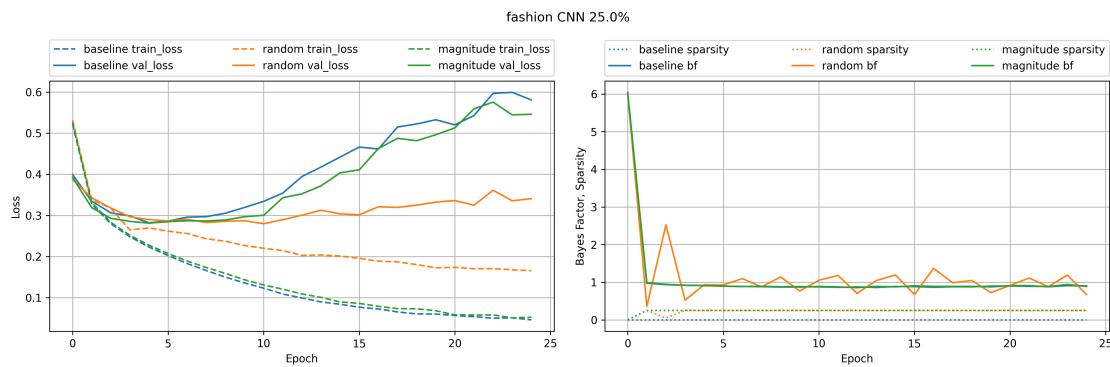 fashion CNN 25.0%
baseline train_loss random train_loss magnitude train_loss
baseline val_loss random val_loss magnitude val_loss
0.6
0.5
0.4
0.3
0.2
0.1
Loss
0 5 10 15 20 25
Epoch
baseline sparsity random sparsity magnitude sparsity
baseline bf random bf magnitude bf
6
5
4
3
2
1
0
Bayes Factor, Sparsity
0 5 10 15 20 25
Epoch